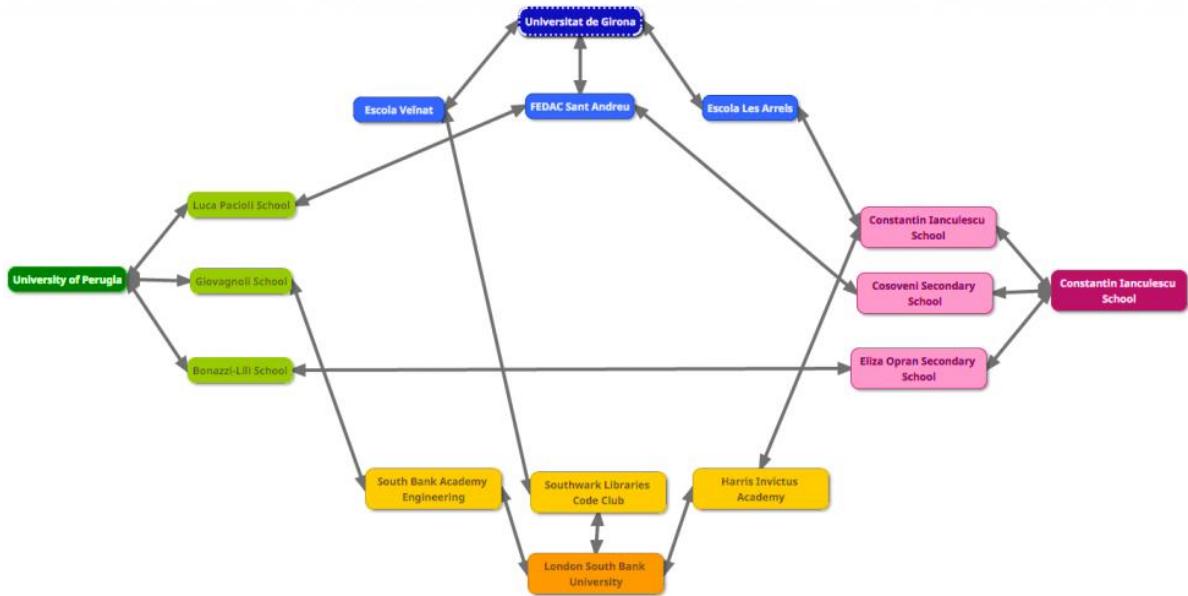 Universitat de Girona
Escola Veïnat
FEDAC Sant Andreu
Escola Les Arrels
Luca Pacioli School
Constantin Ianculescu
School
University of Perugia
Giovagnoli School
Cosoveni Secondary
School
Constantin Ianculescu
School
Bonazzi-Lili School
Eliza Opran Secondary
School
South Bank Academy
Engineering
Southwark Libraries
Code Club
Harris Invictus
Academy
London South Bank
University